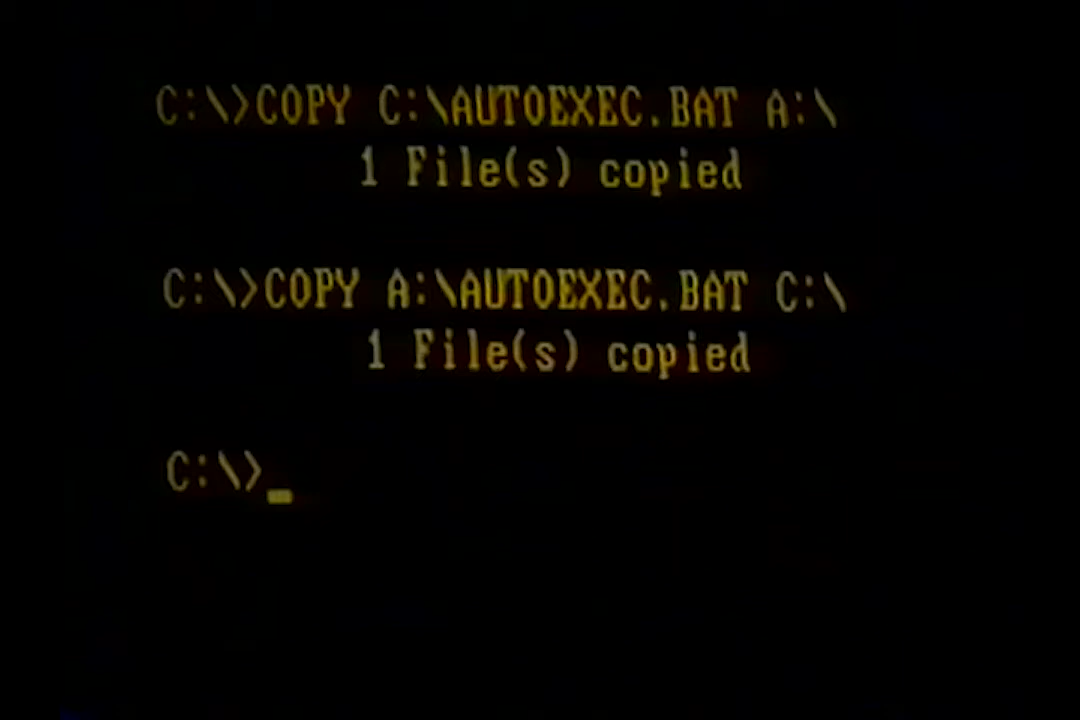 C:\>COPY C:\AUTOEXEC.BAT A:\
1 File(s) copied
C:\>COPY A:\AUTOEXEC.BAT C:\
1 File(s) copied
C:\>_